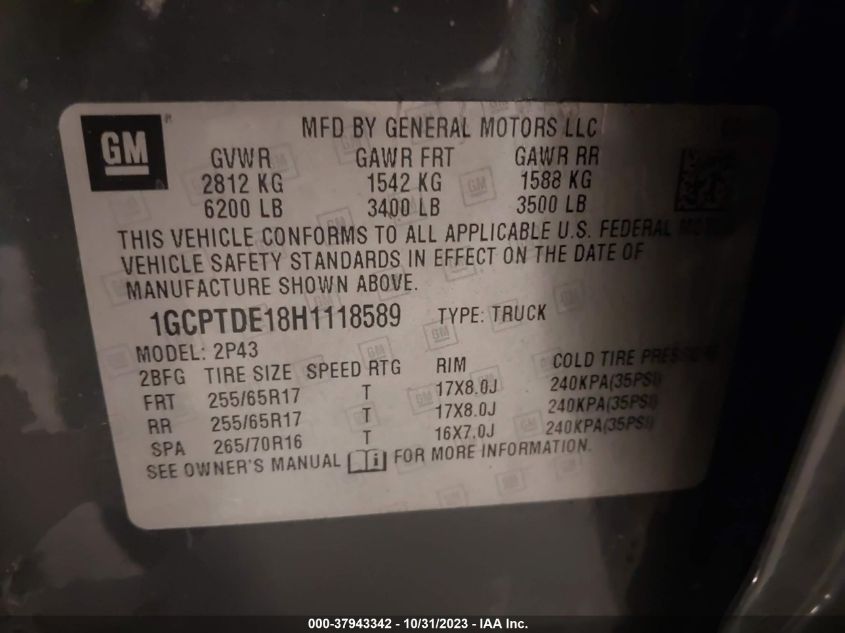 GM
MFD BY GENERAL MOTORS LLC
GVWR GAWR FRT GAWR RR
2812 KG 1542 KG 1588 KG
6200 LB 3400 LB 3500 LB
THIS VEHICLE CONFORMS TO ALL APPLICABLE U.S. FEDERAL MOTOR
VEHICLE SAFETY STANDARDS IN EFFECT ON THE DATE OF
MANUFACTURE SHOWN ABOVE.
1GCPTDE18H1118589 TYPE: TRUCK
MODEL: 2P43
2BFG TIRE SIZE SPEED RTG RIM COLD TIRE PRESSURE
FRT 255/65R17 T 17X8.0J 240KPA(35PSI)
RR 255/65R17 T 17X8.0J 240KPA(35PSI)
SPA 265/70R16 T 16X7.0J 240KPA(35PSI)
SEE OWNER'S MANUAL i FOR MORE INFORMATION.
000-37943342 / 10/31/2023 - IAA Inc.